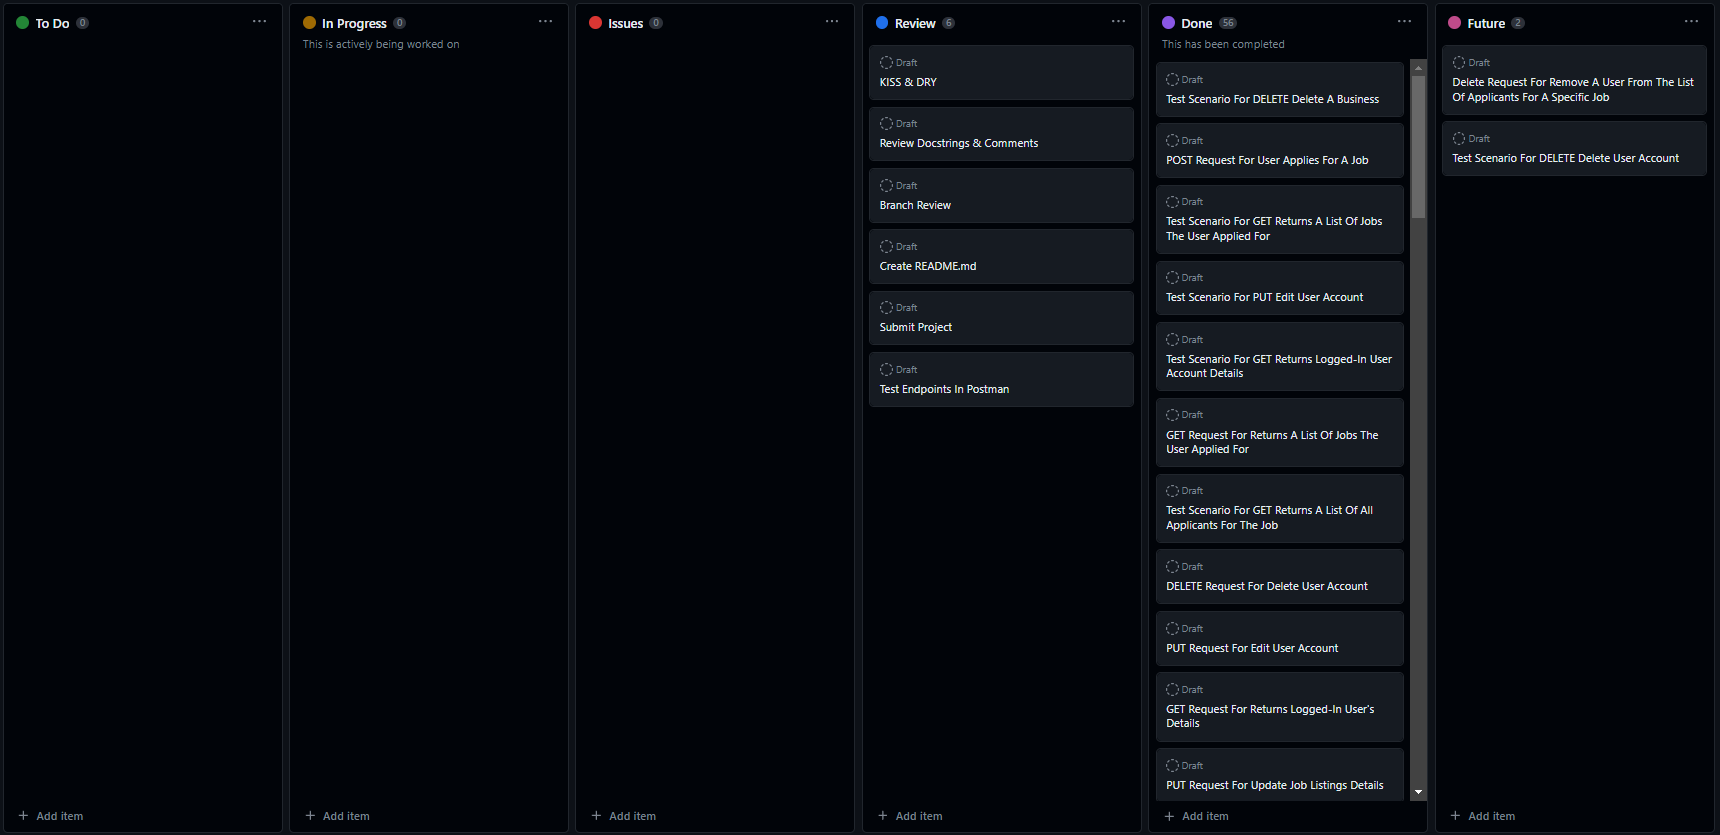 To Do 0
Add item
In Progress 0
This is actively being worked on
Add item
Issues 0
Add item
Review 6
Draft
KISS & DRY
Draft
Review Docstrings & Comments
Draft
Branch Review
Draft
Create README.md
Draft
Submit Project
Draft
Test Endpoints In Postman
Add item
Done 56
This has been completed
Draft
Test Scenario For DELETE Delete A Business
Draft
POST Request For User Applies For A Job
Draft
Test Scenario For GET Returns A List Of Jobs
The User Applied For
Draft
Test Scenario For PUT Edit User Account
Draft
Test Scenario For GET Returns Logged-In User
Account Details
Draft
GET Request For Returns A List Of Jobs The
User Applied For
Draft
Test Scenario For GET Returns A List Of All
Applicants For The Job
Draft
DELETE Request For Delete User Account
Draft
PUT Request For Edit User Account
Draft
GET Request For Returns Logged-In User's
Details
Draft
PUT Request For Update Job Listings Details
Add item
Future 2
Draft
Delete Request For Remove A User From The List
Of Applicants For A Specific Job
Draft
Test Scenario For DELETE Delete User Account
Add item